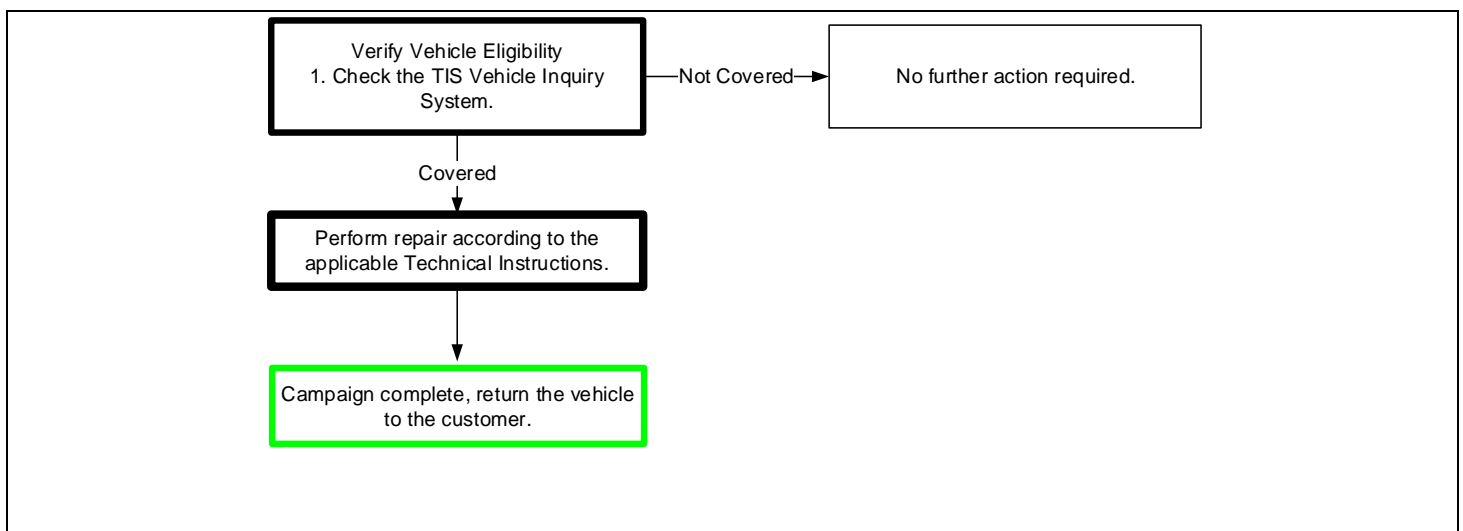 Verify Vehicle Eligibility
1. Check the TIS Vehicle Inquiry
System.
Not Covered
No further action required.
Covered
Perform repair according to the
applicable Technical Instructions.
Campaign complete, return the vehicle
to the customer.